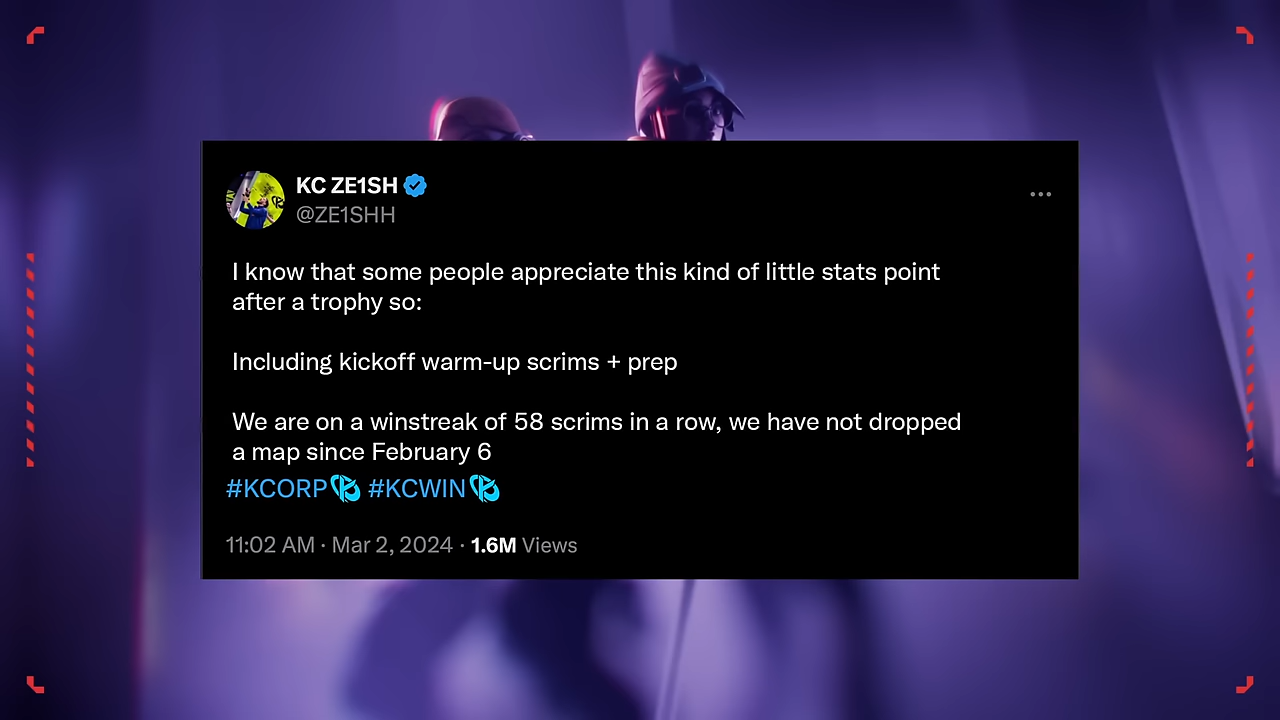 KC ZE1SH
@ZE1SHH
I know that some people appreciate this kind of little stats point
after a trophy so:
Including kickoff warm-up scrims + prep
We are on a winstreak of 58 scrims in a row, we have not dropped
a map since February 6
#KCORP #KCWIN
11:02 AM · Mar 2, 2024 · 1.6M Views